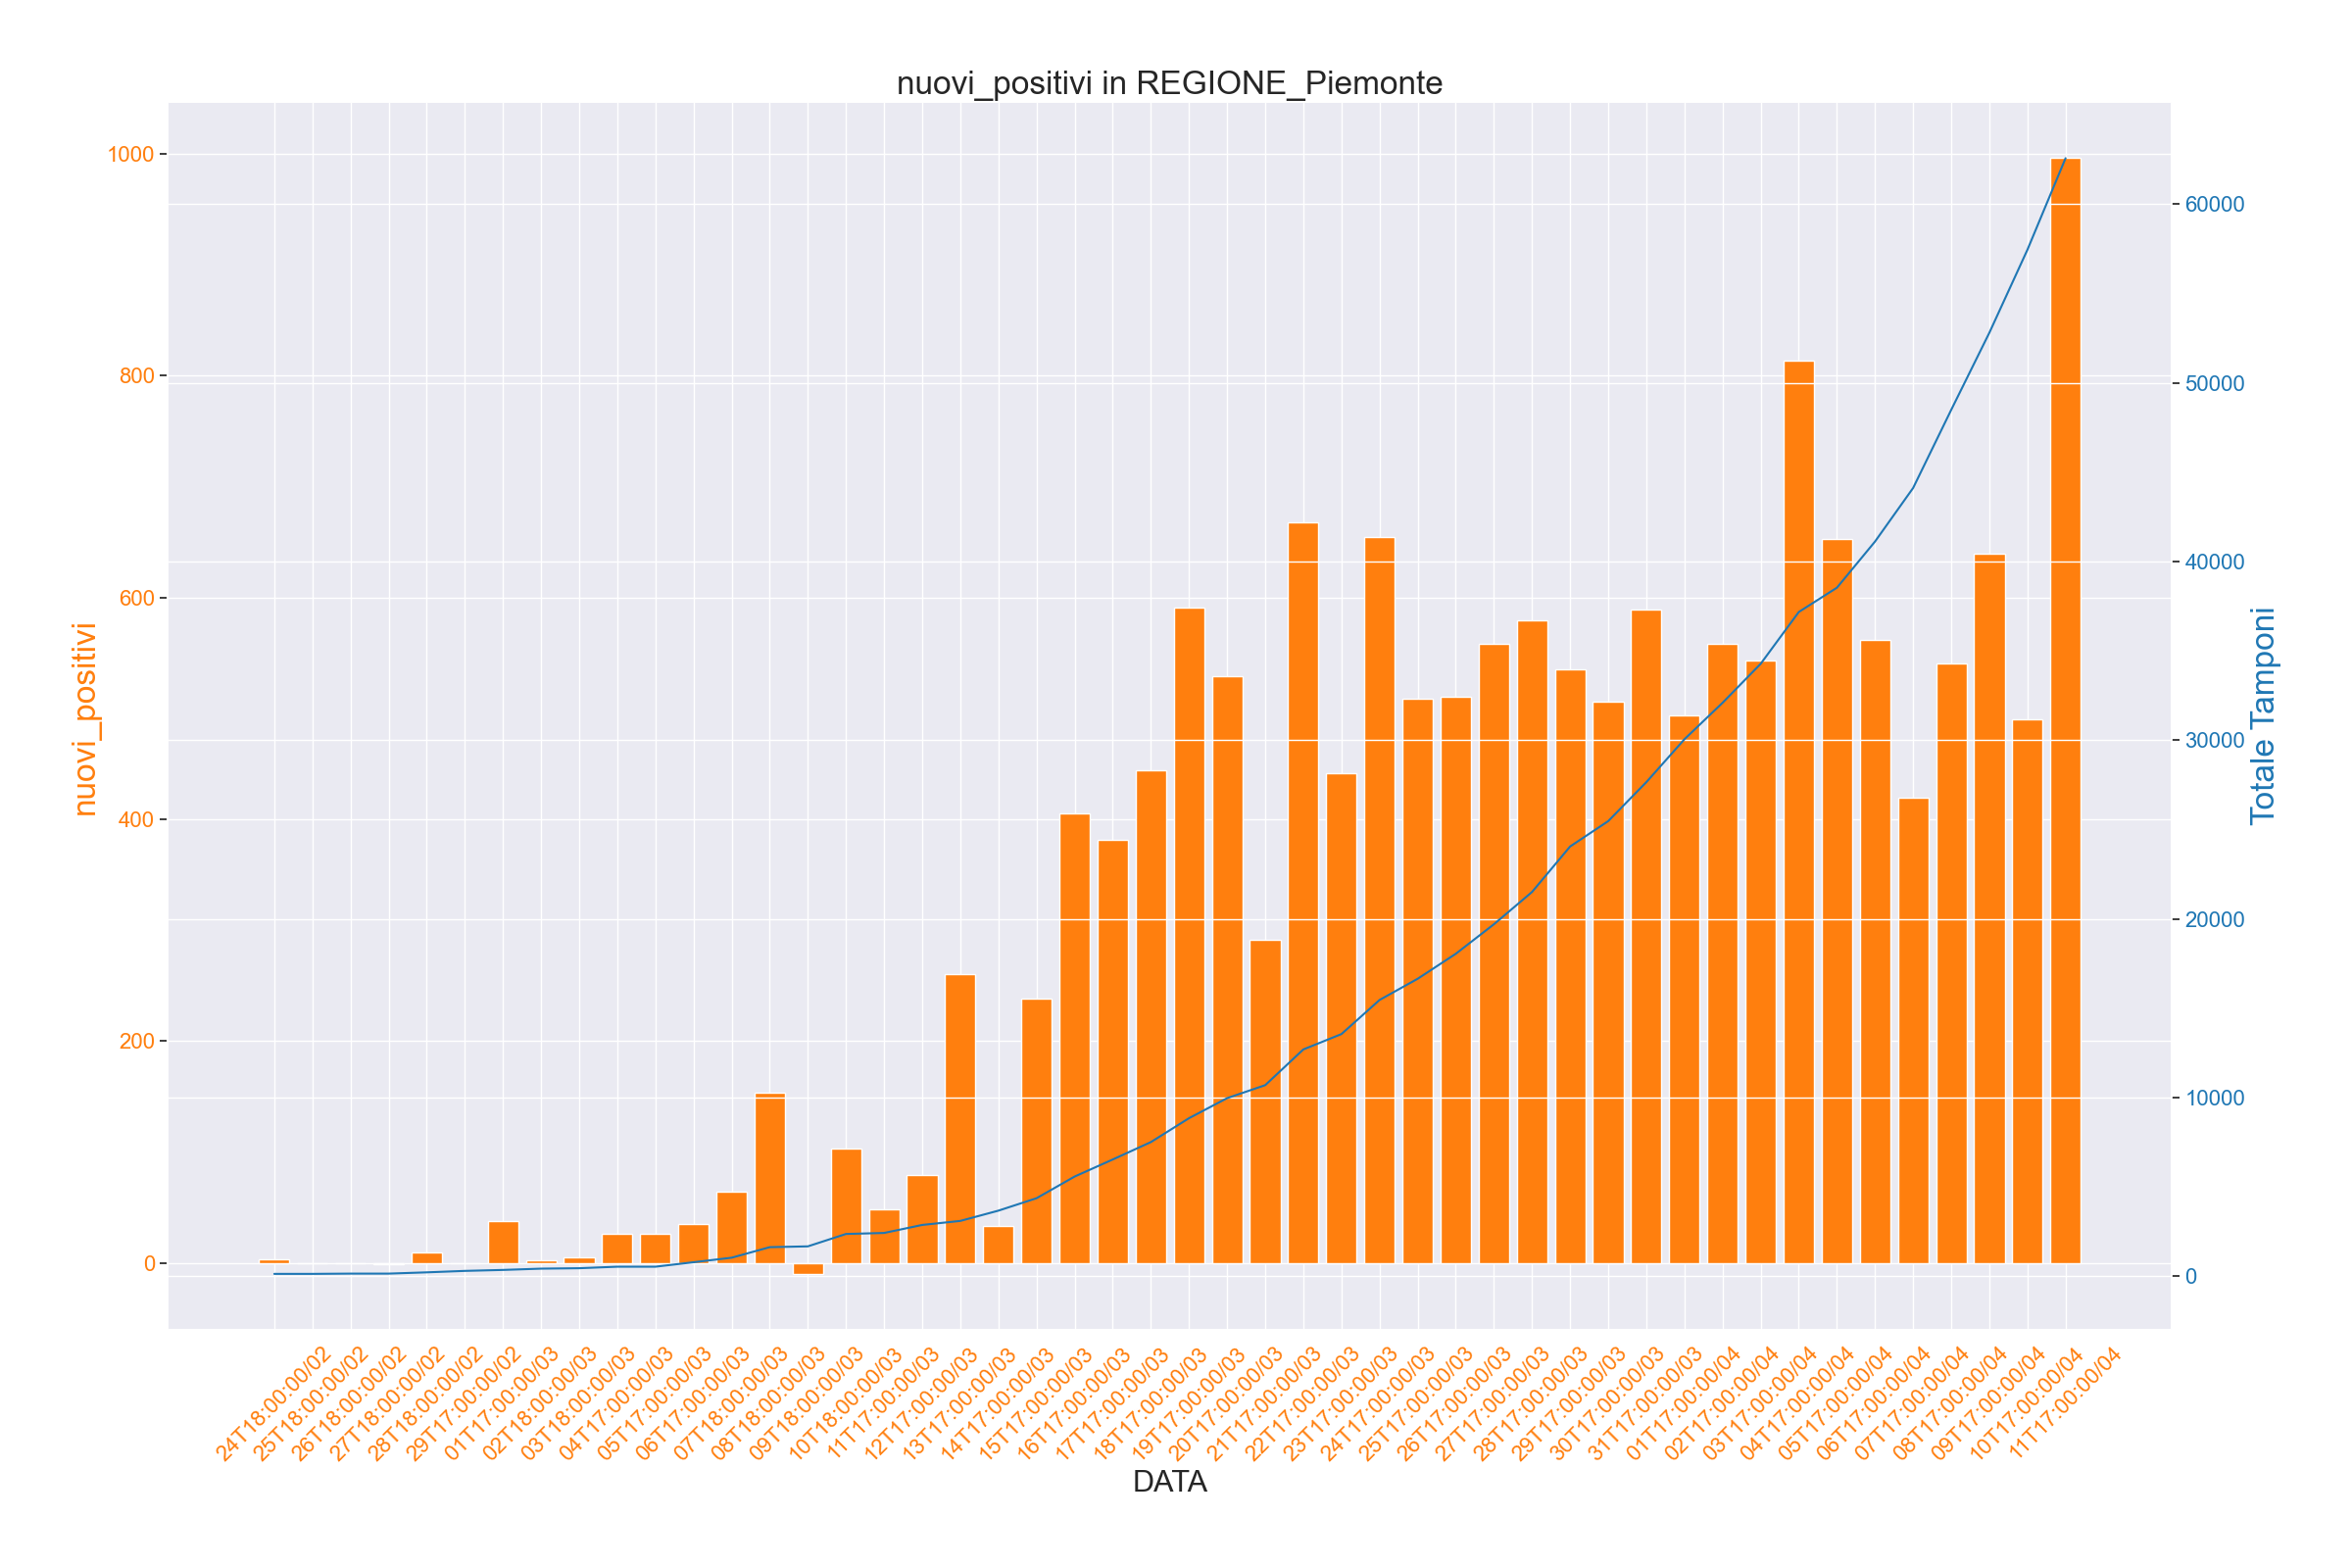 nuovi_positivi in REGIONE_Piemonte
1000
800
600
400
200
0
nuovi_positivi
60000
50000
40000
30000
20000
10000
0
Totale Tamponi
24T18:00:00/02
25T18:00:00/02
26T18:00:00/02
27T18:00:00/02
28T18:00:00/02
29T17:00:00/02
01T17:00:00/03
02T18:00:00/03
03T18:00:00/03
04T17:00:00/03
05T17:00:00/03
06T17:00:00/03
07T18:00:00/03
08T18:00:00/03
09T18:00:00/03
10T18:00:00/03
11T17:00:00/03
12T17:00:00/03
13T17:00:00/03
14T17:00:00/03
15T17:00:00/03
16T17:00:00/03
17T17:00:00/03
18T17:00:00/03
19T17:00:00/03
20T17:00:00/03
21T17:00:00/03
22T17:00:00/03
23T17:00:00/03
24T17:00:00/03
25T17:00:00/03
26T17:00:00/03
27T17:00:00/03
28T17:00:00/03
29T17:00:00/03
30T17:00:00/03
31T17:00:00/03
01T17:00:00/04
02T17:00:00/04
03T17:00:00/04
04T17:00:00/04
05T17:00:00/04
06T17:00:00/04
07T17:00:00/04
08T17:00:00/04
09T17:00:00/04
10T17:00:00/04
11T17:00:00/04
DATA